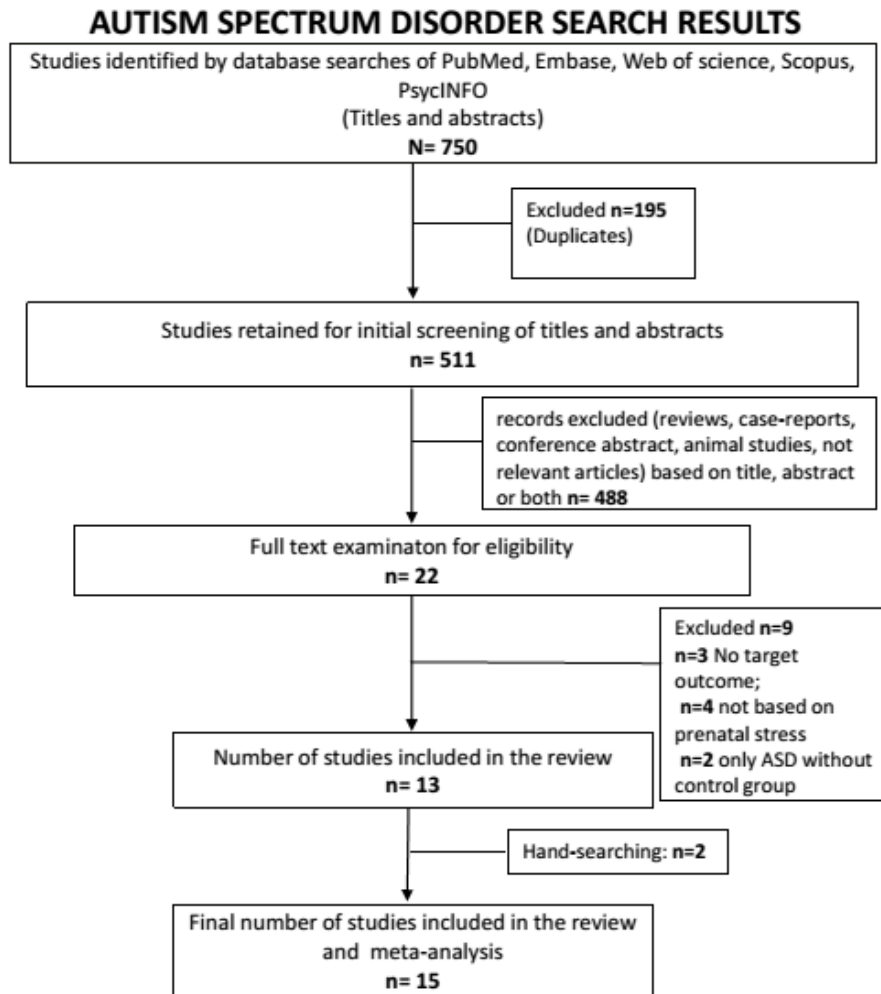 AUTISM SPECTRUM DISORDER SEARCH RESULTS
Studies identified by database searches of PubMed, Embase, Web of science, Scopus,
PsycINFO
(Titles and abstracts)
N= 750
Excluded n=195
(Duplicates)
Studies retained for initial screening of titles and abstracts
n= 511
records excluded (reviews, case-reports,
conference abstract, animal studies, not
relevant articles) based on title, abstract
or both n= 488
Full text examinaton for eligibility
n= 22
Excluded n=9
n=3 No target
outcome;
n=4 not based on
prenatal stress
n=2 only ASD without
control group
Number of studies included in the review
n= 13
Hand-searching: n=2
Final number of studies included in the review
and meta-analysis
n= 15